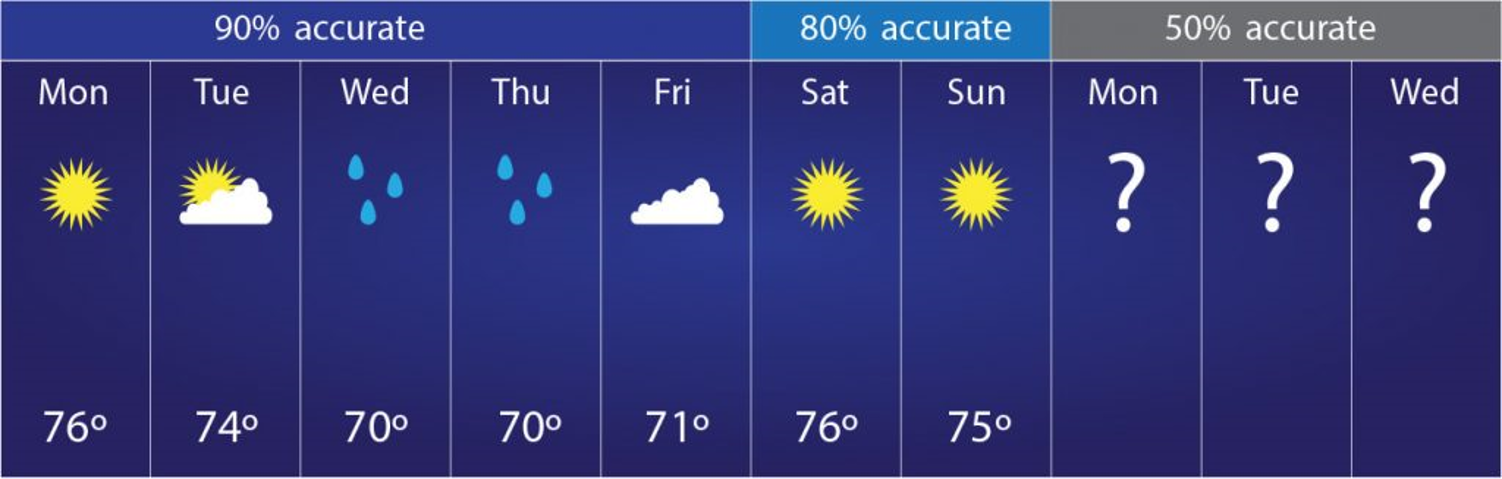 90% accurate 80% accurate 50% accurate
Mon Tue Wed Thu Fri Sat Sun Mon Tue Wed
? ? ?
76º 74º 70º 70º 71º 76º 75º